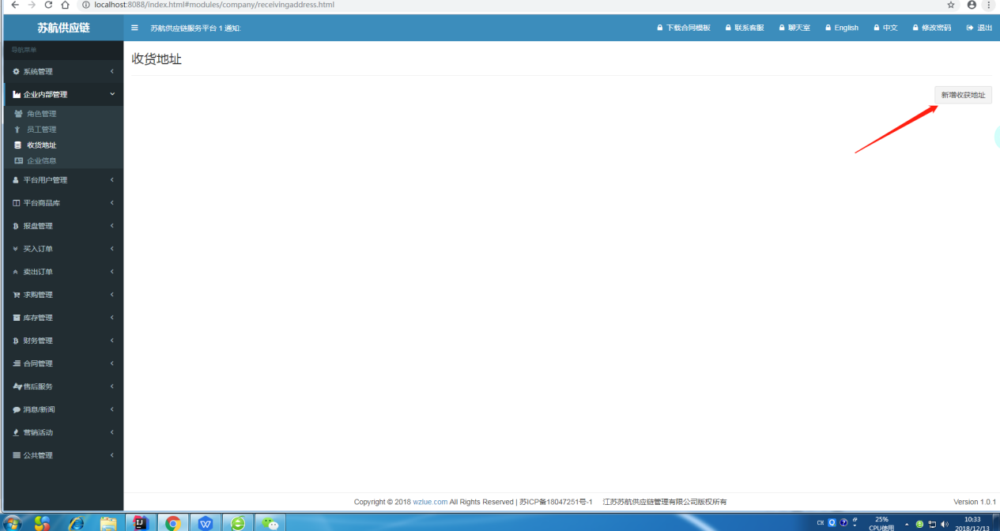 localhost:8088/index.html#modules/company/receivingaddress.html
苏航供应链
苏航供应链服务平台 1 通知:
下载合同模板
联系客服
聊天室
English
中文
修改密码
退出
导航菜单
收货地址
系统管理
新增收获地址
企业内部管理
角色管理
员工管理
收货地址
企业信息
平台用户管理
平台商品库
报盘管理
买入订单
卖出订单
求购管理
库存管理
财务管理
合同管理
售后服务
消息/新闻
营销活动
公共管理
Copyright © 2018 wzlue.com All Rights Reserved | 苏ICP备18047251号-1 江苏苏航供应链管理有限公司版权所有
Version 1.0.1
CH
25%
CPU使用
10:33
2018/12/13